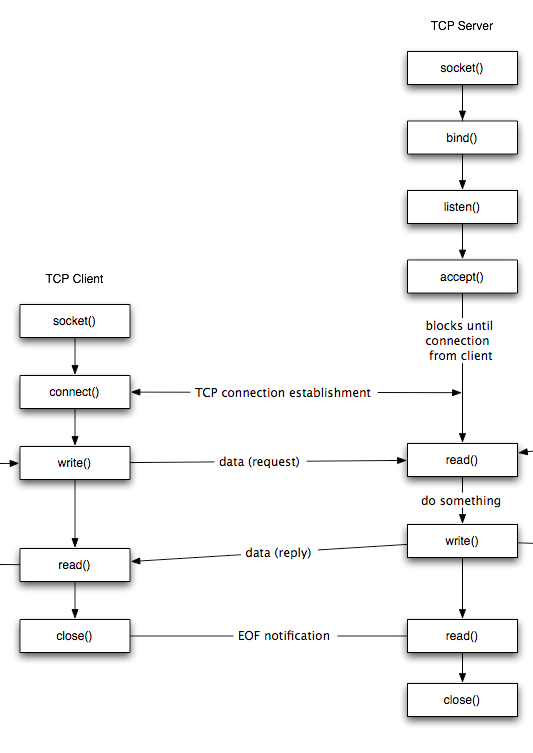 TCP Server
socket()
bind()
listen()
accept()
TCP Client
socket()
blocks until
connection
from client
connect()
TCP connection establishment
write()
data (request)
read()
do something
write()
data (reply)
read()
close()
EOF notification
read()
close()